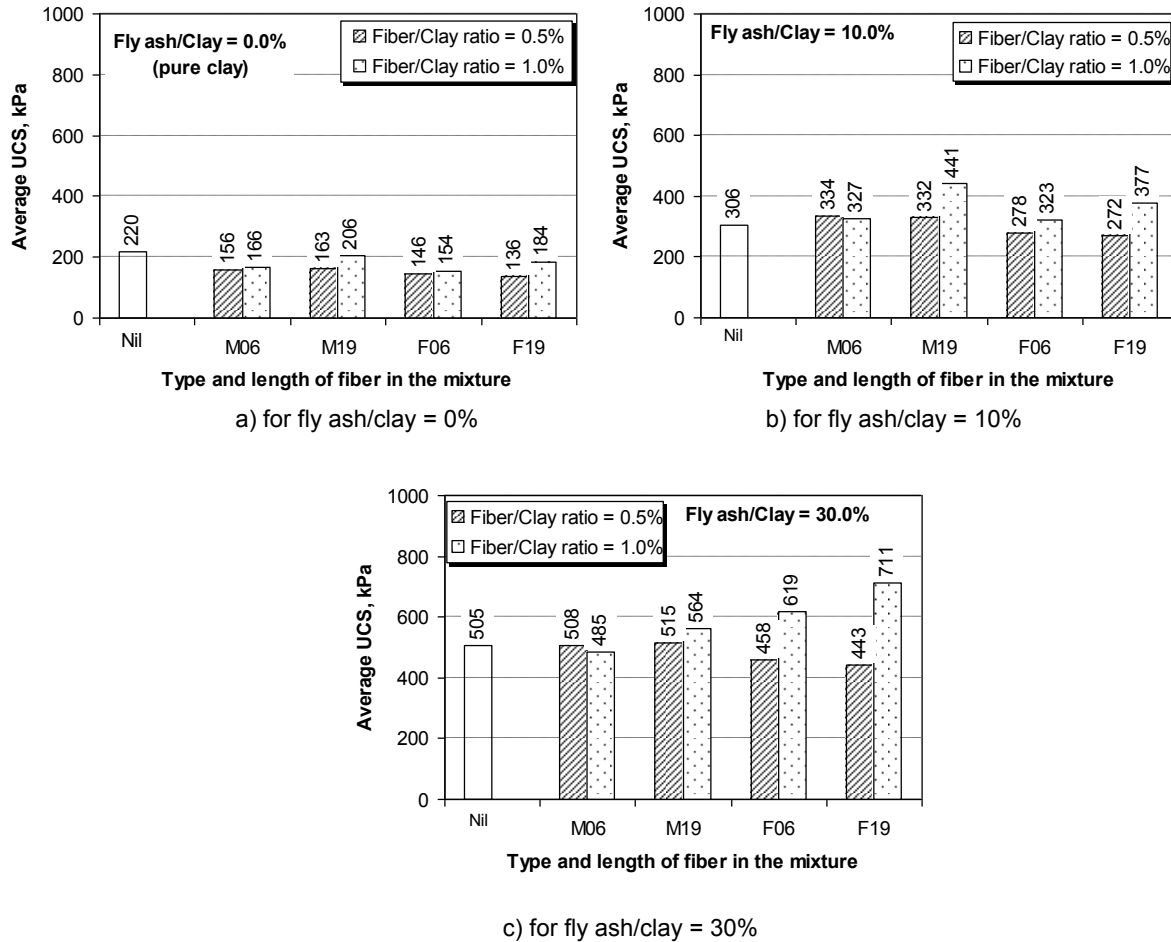 1000
800
600
400
200
0
Average UCS, kPa
Fly ash/Clay = 0.0%
(pure clay)
Fiber/Clay ratio = 0.5%
Fiber/Clay ratio = 1.0%
220
156
166
163
206
146
154
136
184
Nil
M06
M19
F06
F19
Type and length of fiber in the mixture
a) for fly ash/clay = 0%
1000
800
600
400
200
0
Average UCS, kPa
Fly ash/Clay = 10.0%
Fiber/Clay ratio = 0.5%
Fiber/Clay ratio = 1.0%
306
334
327
332
441
278
323
272
377
Nil
M06
M19
F06
F19
Type and length of fiber in the mixture
b) for fly ash/clay = 10%
1000
800
600
400
200
0
Average UCS, kPa
Fiber/Clay ratio = 0.5%
Fiber/Clay ratio = 1.0%
Fly ash/Clay = 30.0%
505
508
485
515
564
458
619
443
711
Nil
M06
M19
F06
F19
Type and length of fiber in the mixture
c) for fly ash/clay = 30%